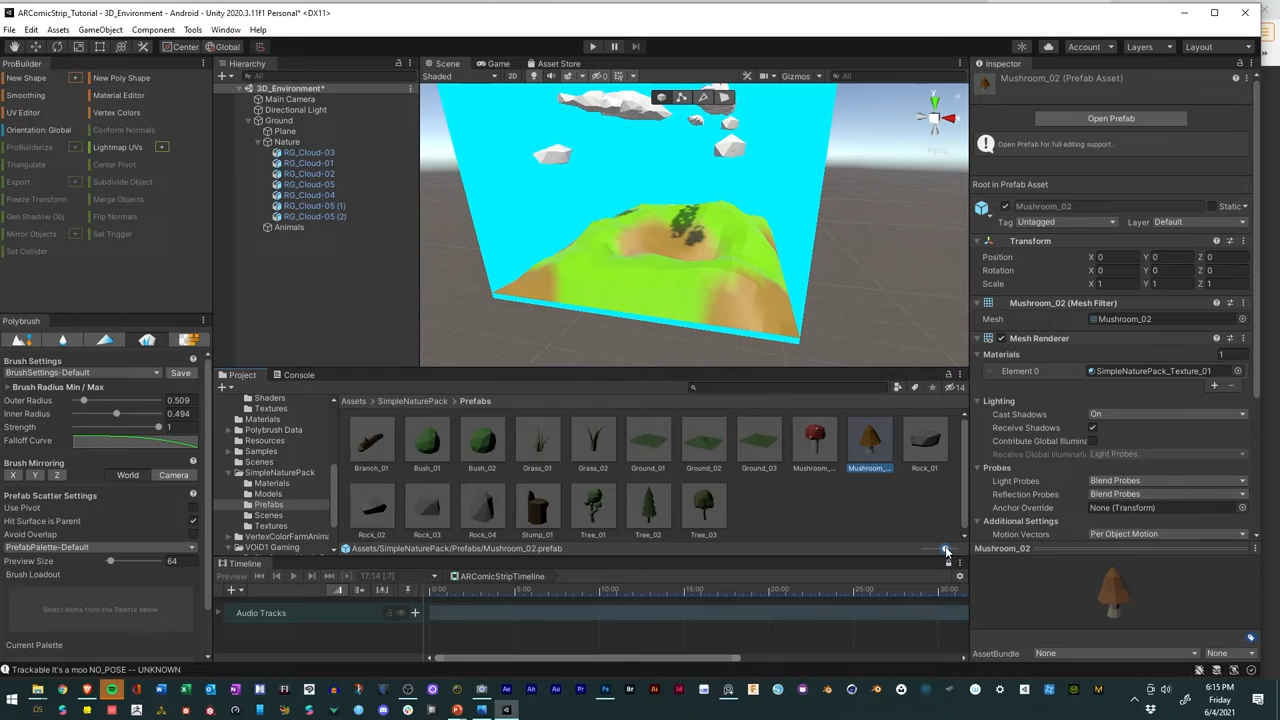 ARComicStrip_Tutorial - 3D_Environment - Android - Unity 2020.3.11f1 Personal* <DX11>
File Edit Assets GameObject Component Tools Window Help
Center Global Account Layers Layout
ProBuilder
New Shape New Poly Shape
Smoothing Material Editor
UV Editor Vertex Colors
Orientation: Global Conform Normals
ProBuilderize Lightmap UVs
Triangulate Center Pivot
Export Subdivide Object
Freeze Transform Merge Objects
Gen Shadow Obj Flip Normals
Mirror Objects Set Trigger
Set Collider
Hierarchy
All
3D_Environment*
Main Camera
Directional Light
Ground
Plane
Nature
RG_Cloud-03
RG_Cloud-01
RG_Cloud-02
RG_Cloud-05
RG_Cloud-04
RG_Cloud-05 (1)
RG_Cloud-05 (2)
Animals
Scene Game Asset Store
Shaded 2D 0 Gizmos All
Persp
Inspector
Mushroom_02 (Prefab Asset)
Open Prefab
Open Prefab for full editing support.
Root in Prefab Asset
Mushroom_02 Static
Tag Untagged Layer Default
Transform
Position X 0 Y 0 Z 0
Rotation X 0 Y 0 Z 0
Scale X 1 Y 1 Z 1
Mushroom_02 (Mesh Filter)
Mesh Mushroom_02
Mesh Renderer
Materials 1
Element 0 SimpleNaturePack_Texture_01
Lighting
Cast Shadows On
Receive Shadows
Contribute Global Illumina
Receive Global Illuminati Light Probes
Probes
Light Probes Blend Probes
Reflection Probes Blend Probes
Anchor Override None (Transform)
Additional Settings
Motion Vectors Per Object Motion
Mushroom_02
AssetBundle None None
Polybrush
Brush Settings
BrushSettings-Default Save
Brush Radius Min / Max
Outer Radius 0.509
Inner Radius 0.494
Strength 1
Falloff Curve
Brush Mirroring
X Y Z World Camera
Prefab Scatter Settings
Use Pivot
Hit Surface is Parent
Avoid Overlap
PrefabPalette-Default
Preview Size 64
Brush Loadout
Select items from the Palette below
Current Palette
Project Console
14
Shaders
Textures
Materials
Polybrush Data
Resources
Samples
Scenes
SimpleNaturePack
Materials
Models
Prefabs
Scenes
Textures
VertexColorFarmAnima
VOiD1 Gaming
Assets SimpleNaturePack Prefabs
Branch_01 Bush_01 Bush_02 Grass_01 Grass_02 Ground_01 Ground_02 Ground_03 Mushroom_... Mushroom_... Rock_01
Rock_02 Rock_03 Rock_04 Stump_01 Tree_01 Tree_02 Tree_03
Assets/SimpleNaturePack/Prefabs/Mushroom_02.prefab
Timeline
Preview 17:14 [7] ARComicStripTimeline
0:00 5:00 10:00 15:00 20:00 25:00 30:00
Audio Tracks
Trackable It's a moo NO_POSE -- UNKNOWN
6:15 PM
Friday
6/4/2021